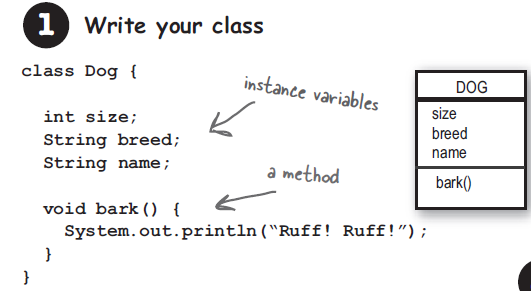 1 Write your class
class Dog {
int size;
String breed;
String name;
void bark() {
System.out.println(“Ruff! Ruff!”);
}
}
instance variables
a method
DOG
size
breed
name
bark()